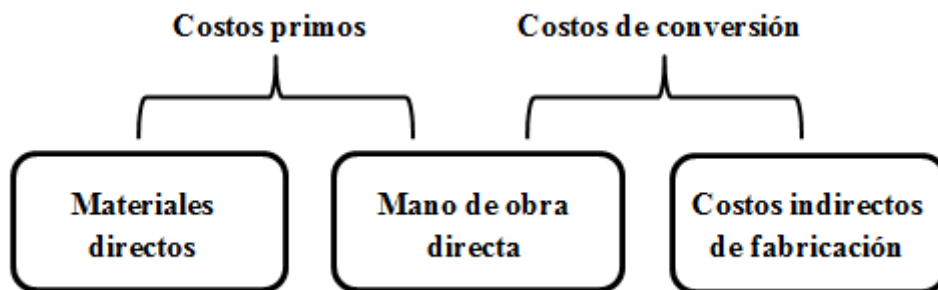 Costos primos
Costos de conversión
Materiales
directos
Mano de obra
directa
Costos indirectos
de fabricación